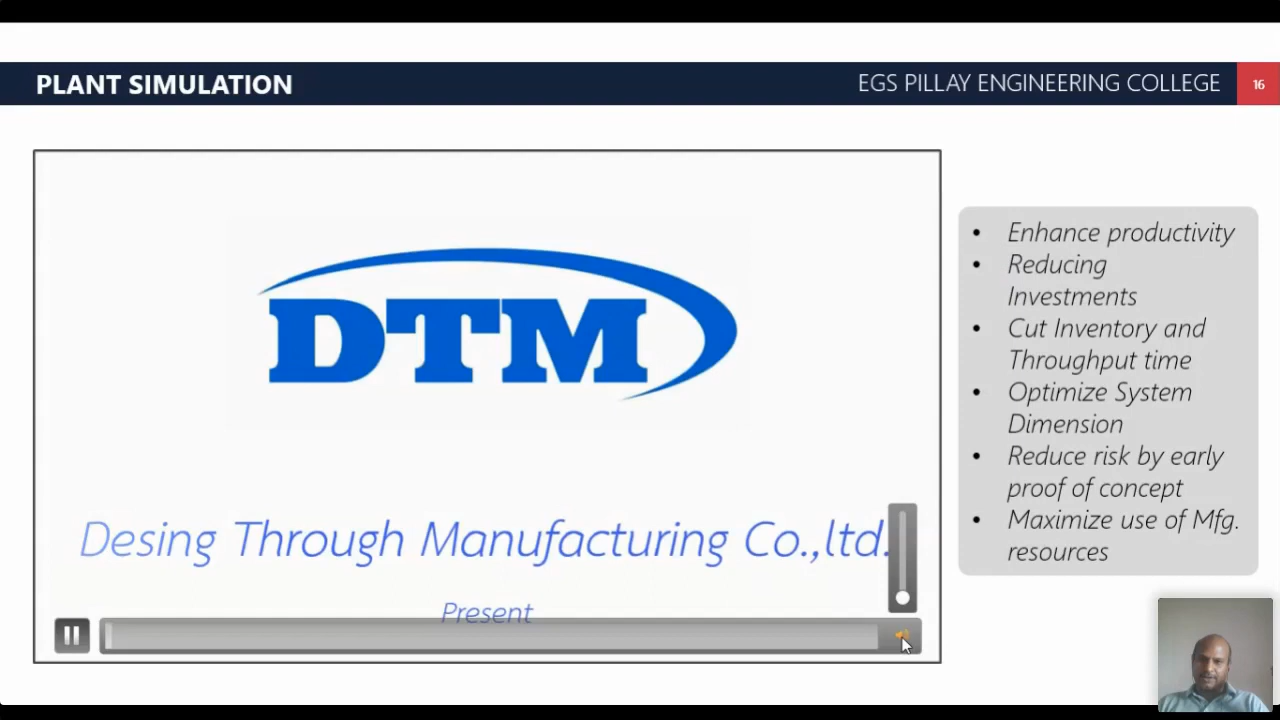 PLANT SIMULATION
EGS PILLAY ENGINEERING COLLEGE
16
DTM
Desing Through Manufacturing Co.,ltd.
Present
• Enhance productivity
• Reducing
Investments
• Cut Inventory and
Throughput time
• Optimize System
Dimension
• Reduce risk by early
proof of concept
• Maximize use of Mfg.
resources